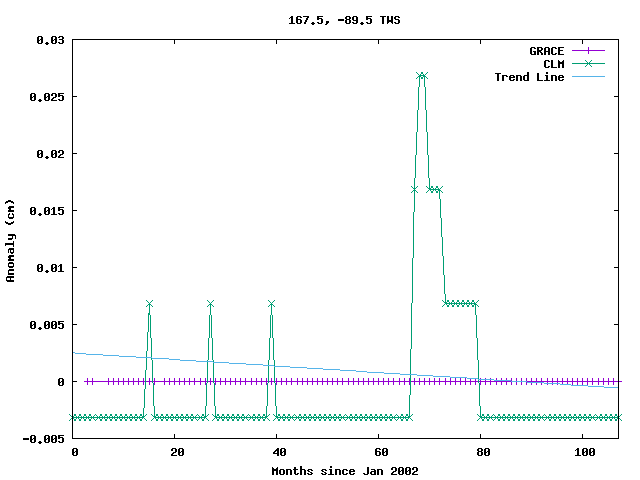 167.5, -89.5 TWS
GRACE
CLM
Trend Line
0.03
0.025
0.02
0.015
0.01
0.005
0
-0.005
Anomaly (cm)
0 20 40 60 80 100
Months since Jan 2002